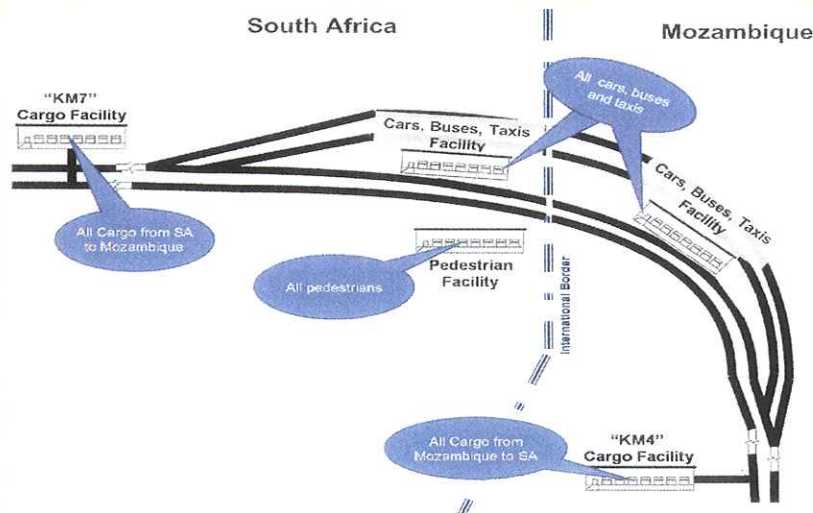 South Africa
Mozambique
"KM7"
Cargo Facility
All cars, buses
and taxis
Cars, Buses, Taxis
Facility
Cars, Buses, Taxis
Facility
All Cargo from SA
to Mozambique
All pedestrians
Pedestrian
Facility
International Border
All Cargo from
Mozambique to SA
"KM4"
Cargo Facility